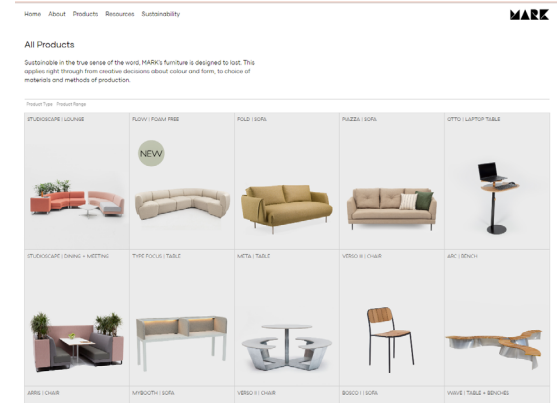 Home About Products Resources Sustainability
MARK
All Products
Sustainable in the true sense of the word, MARK's furniture is designed to last. This
applies right through from creative decisions about colour and form, to choice of
materials and methods of production.
Product Type Product Range
STUDIOSCAPE | LOUNGE
FLOW | FOAM FREE
FOLD | SOFA
PIAZZA | SOFA
OTTO | LAPTOP TABLE
NEW
STUDIOSCAPE | DINING + MEETING
TYPE FOCUS | TABLE
META | TABLE
VERSO III | CHAIR
ARC | BENCH
ARRIS | CHAIR
MYBOOTH | SOFA
VERSO II | CHAIR
BOSCO | SOFA
WAVE | TABLE + BENCHES